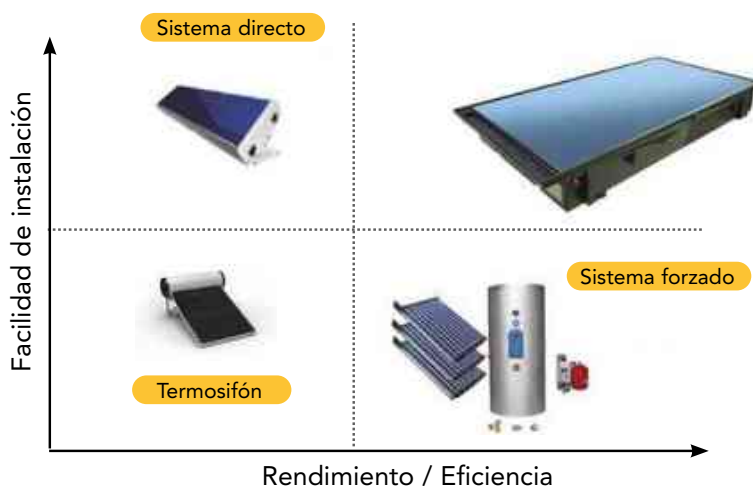 Sistema directo
Facilidad de instalación
Sistema forzado
Termosifón
Rendimiento / Eficiencia